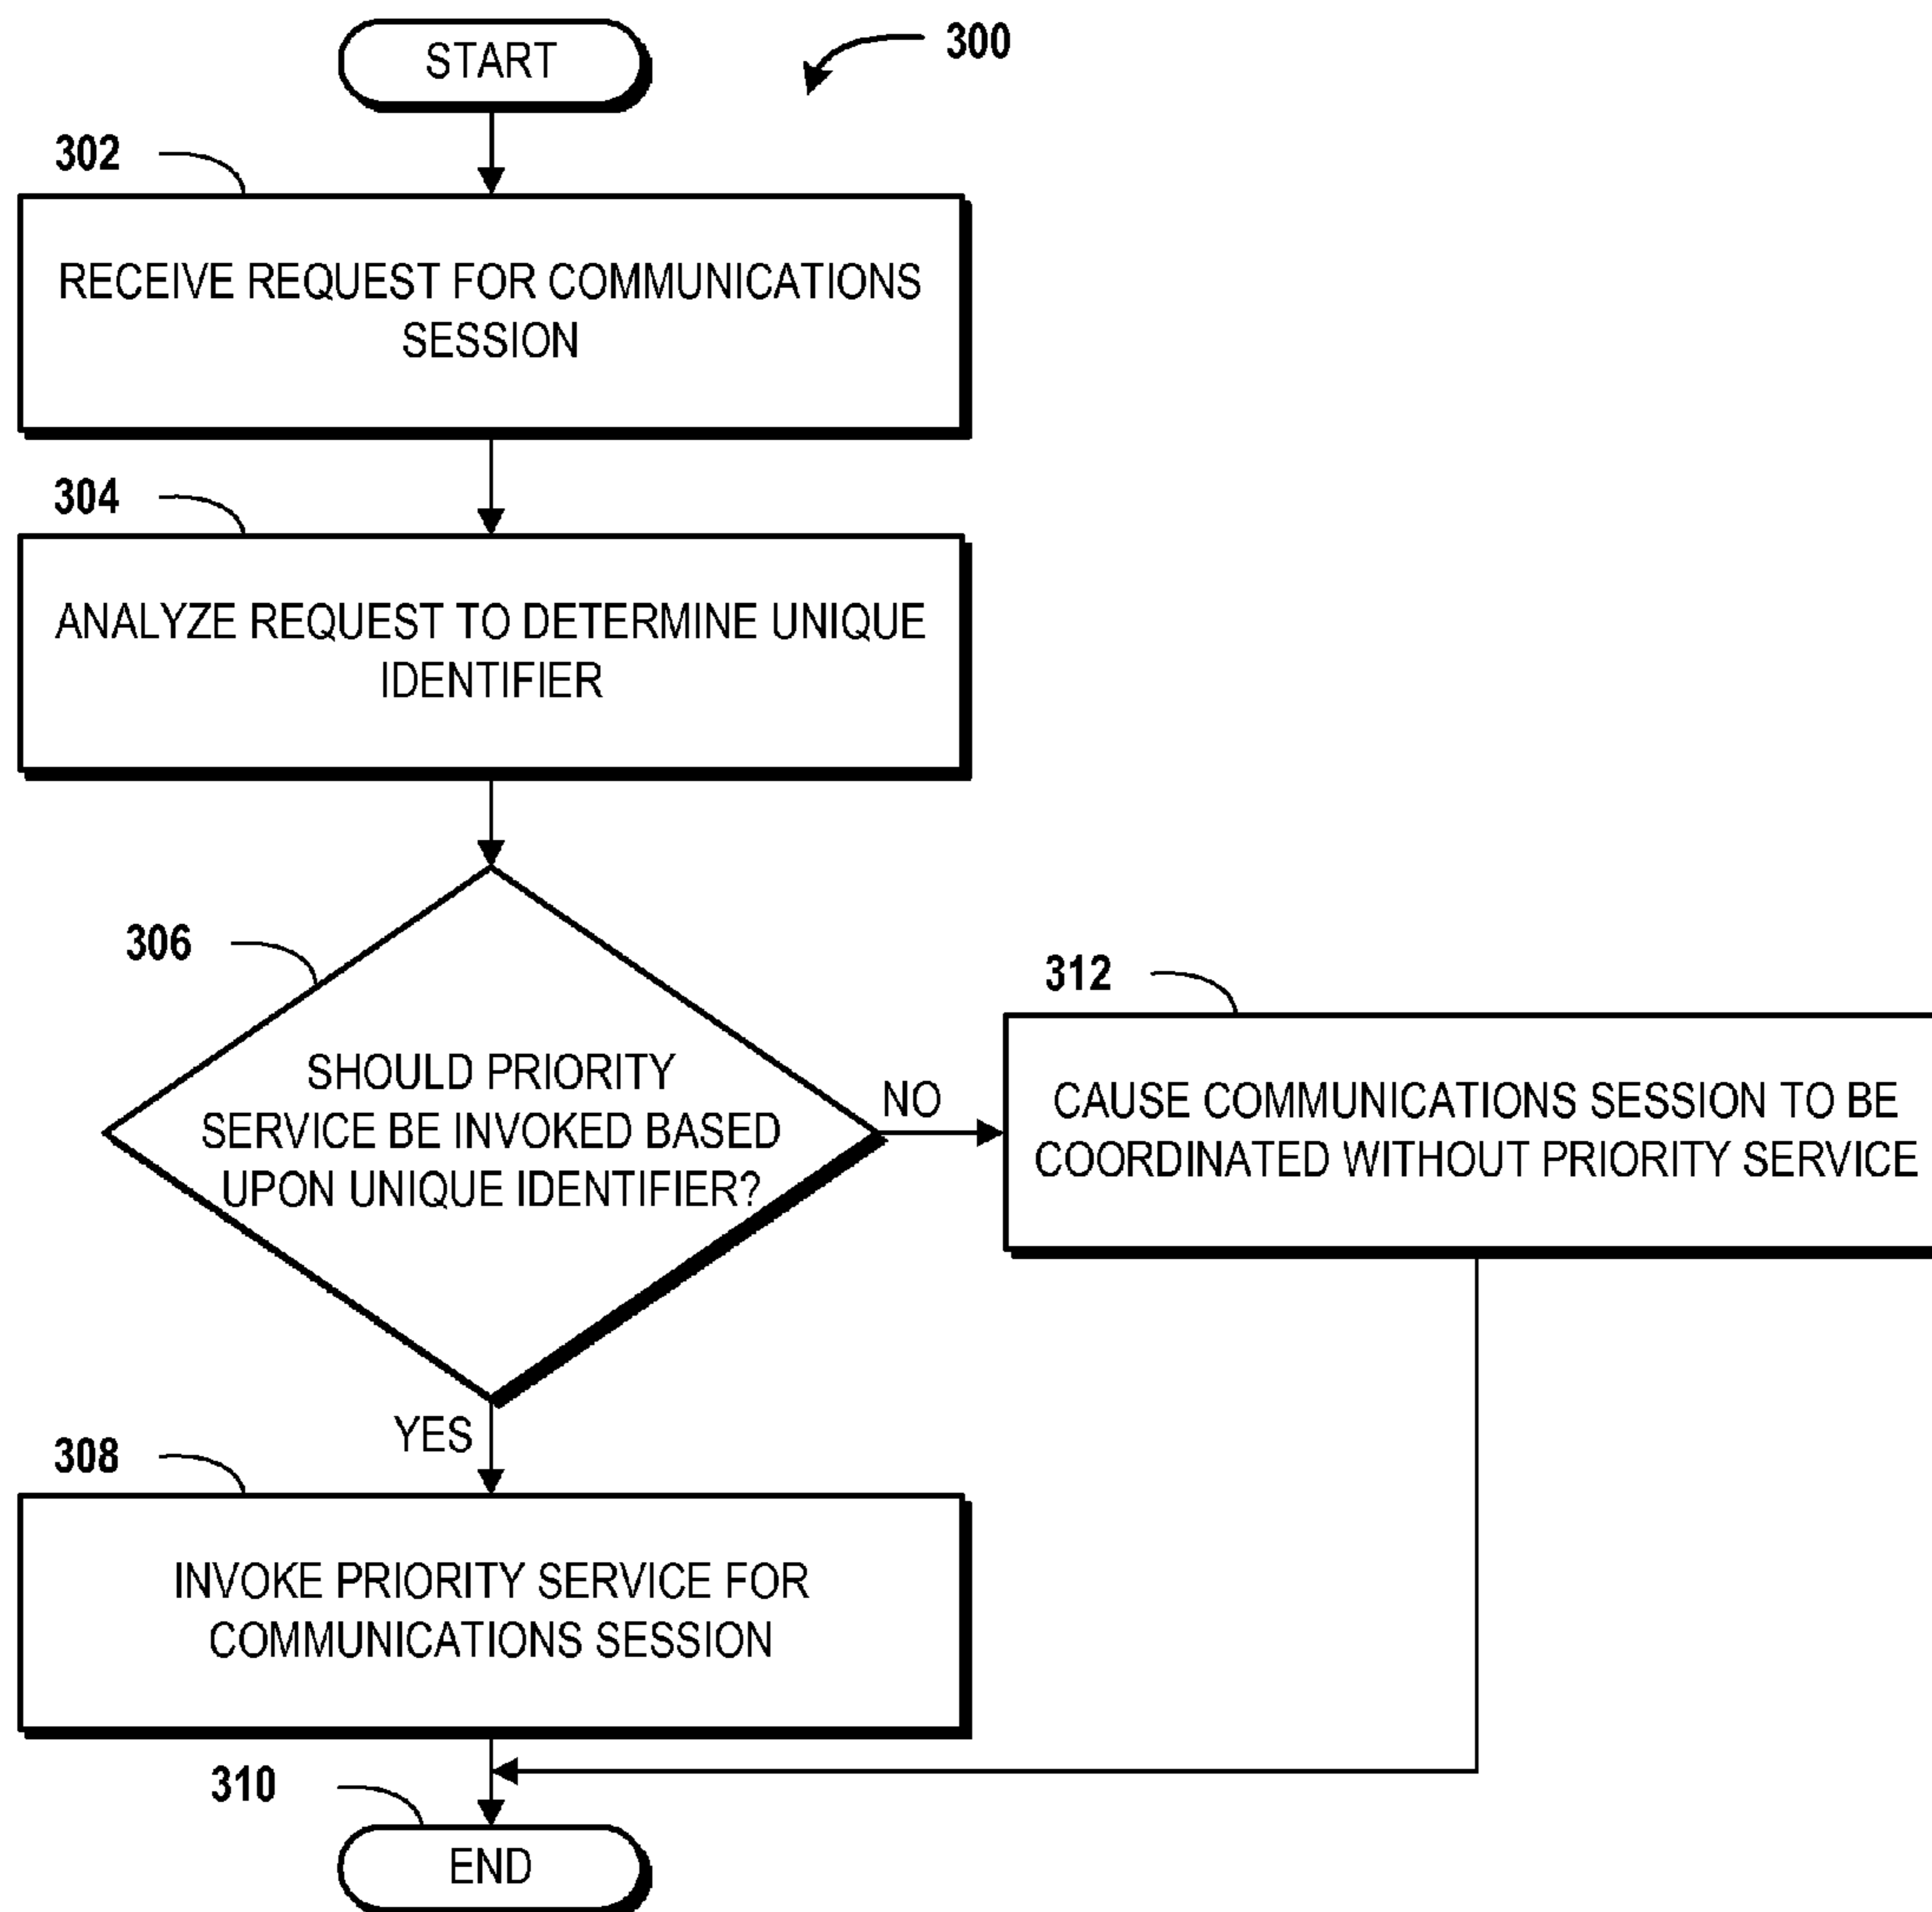 START
300
302
RECEIVE REQUEST FOR COMMUNICATIONS
SESSION
304
ANALYZE REQUEST TO DETERMINE UNIQUE
IDENTIFIER
306
SHOULD PRIORITY
SERVICE BE INVOKED BASED
UPON UNIQUE IDENTIFIER?
NO
312
CAUSE COMMUNICATIONS SESSION TO BE
COORDINATED WITHOUT PRIORITY SERVICE
YES
308
INVOKE PRIORITY SERVICE FOR
COMMUNICATIONS SESSION
310
END